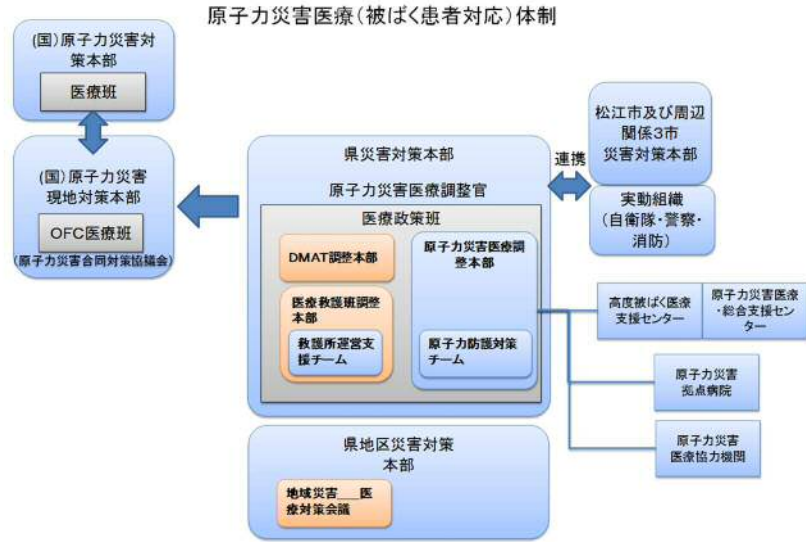 原子力災害医療(被ばく患者対応)体制
(国)原子力災害対
策本部
医療班
(国)原子力災害
現地対策本部
OFC医療班
(原子力災害合同対策協議会)
県災害対策本部
原子力災害医療調整官
医療政策班
DMAT調整本部
医療救護班調整
本部
救護所運営支
援チーム
原子力災害医療調
整本部
原子力防護対策
チーム
県地区災害対策
本部
地域災害___医
療対策会議
連携
松江市及び周辺
関係3市
災害対策本部
実動組織
(自衛隊・警察・
消防)
高度被ばく医療
支援センター
原子力災害医療
・総合支援セン
ター
原子力災害
拠点病院
原子力災害
医療協力機関